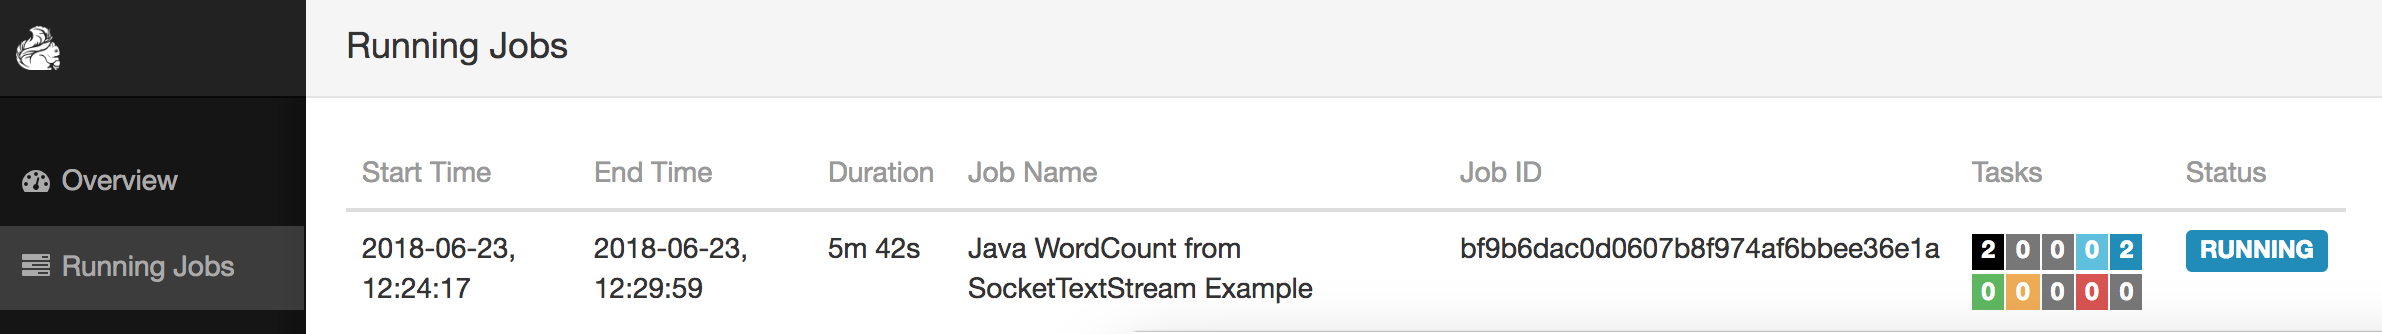 Running Jobs
Overview
Running Jobs
Start Time End Time Duration Job Name Job ID Tasks Status
2018-06-23, 2018-06-23, 5m 42s Java WordCount from bf9b6dac0d0607b8f974af6bbee36e1a 2 0 0 0 2 RUNNING
12:24:17 12:29:59 SocketTextStream Example 0 0 0 0 0